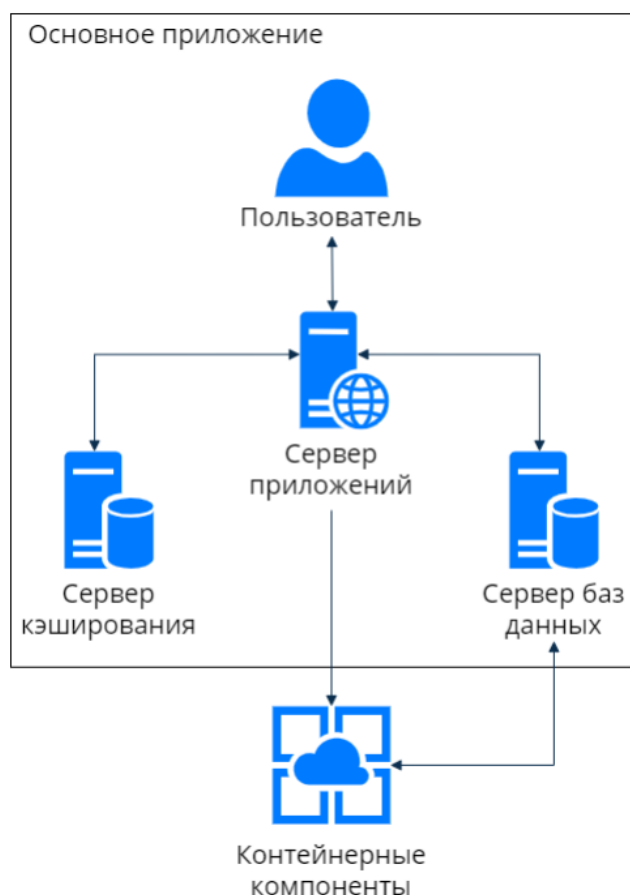 Основное приложение
Пользователь
Сервер
приложений
Сервер
кэширования
Сервер баз
данных
Контейнерные
компоненты